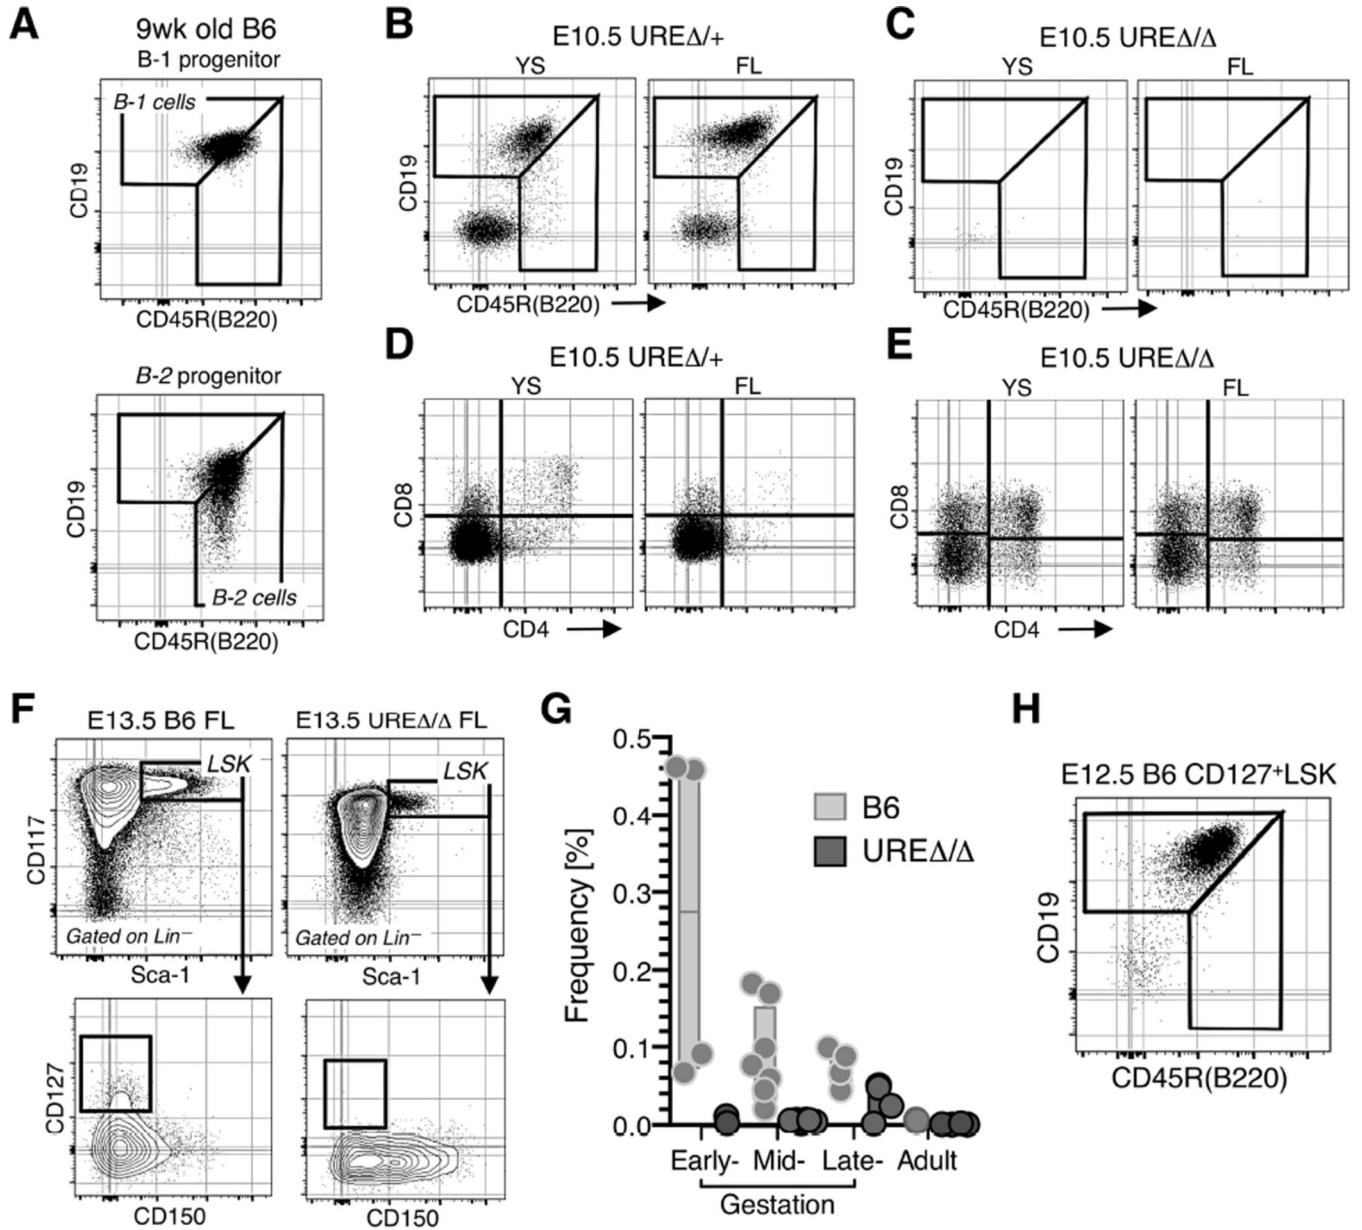 A
9wk old B6
B-1 progenitor
B-1 cells
CD19
CD45R(B220)
B-2 progenitor
CD19
B-2 cells
CD45R(B220)
B
E10.5 UREΔ/+
YS
FL
CD19
CD45R(B220)
C
E10.5 UREΔ/Δ
YS
FL
CD19
CD45R(B220)
D
E10.5 UREΔ/+
YS
FL
CD8
CD4
E
E10.5 UREΔ/Δ
YS
FL
CD8
CD4
F
E13.5 B6 FL
E13.5 UREΔ/Δ FL
LSK
LSK
CD117
Gated on Lin−
Gated on Lin−
Sca-1
Sca-1
CD127
CD150
CD150
G
Frequency [%]
0.5
0.4
0.3
0.2
0.1
0.0
B6
UREΔ/Δ
Early- Mid- Late- Adult
Gestation
H
E12.5 B6 CD127+LSK
CD19
CD45R(B220)